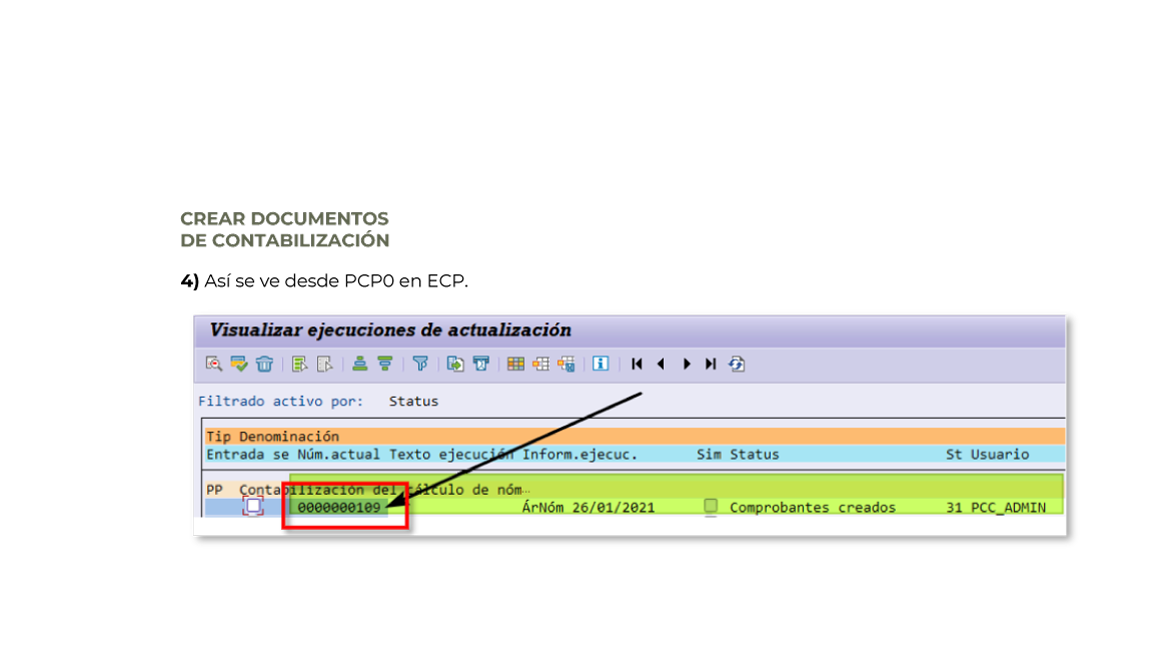 CREAR DOCUMENTOS
DE CONTABILIZACIÓN
4) Así se ve desde PCP0 en ECP.
Visualizar ejecuciones de actualización
Filtrado activo por: Status
Tip Denominación
Entrada se Núm.actual Texto ejecución Inform.ejecuc. Sim Status St Usuario
PP Contabilización del cálculo de nóm…
0000000109 ÁrNóm 26/01/2021 Comprobantes creados 31 PCC_ADMIN